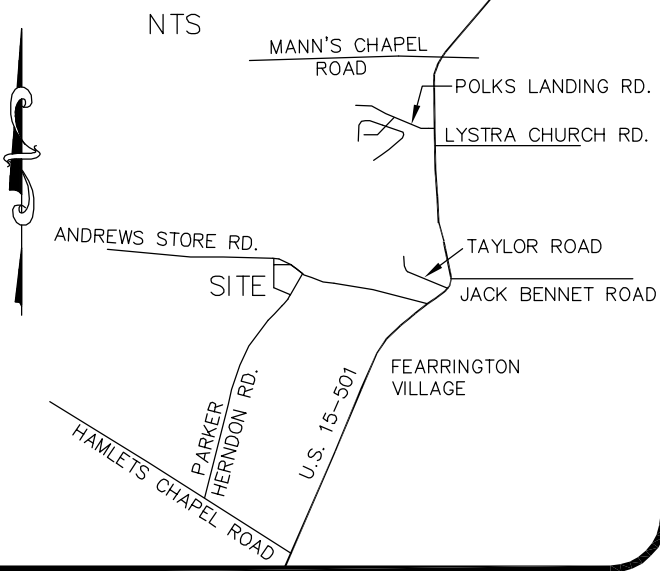 NTS
MANN'S CHAPEL
ROAD
POLKS LANDING RD.
LYSTRA CHURCH RD.
ANDREWS STORE RD.
TAYLOR ROAD
SITE
JACK BENNET ROAD
FEARRINGTON
VILLAGE
U.S. 15-501
PARKER
HERNDON RD.
HAMLETS CHAPEL ROAD